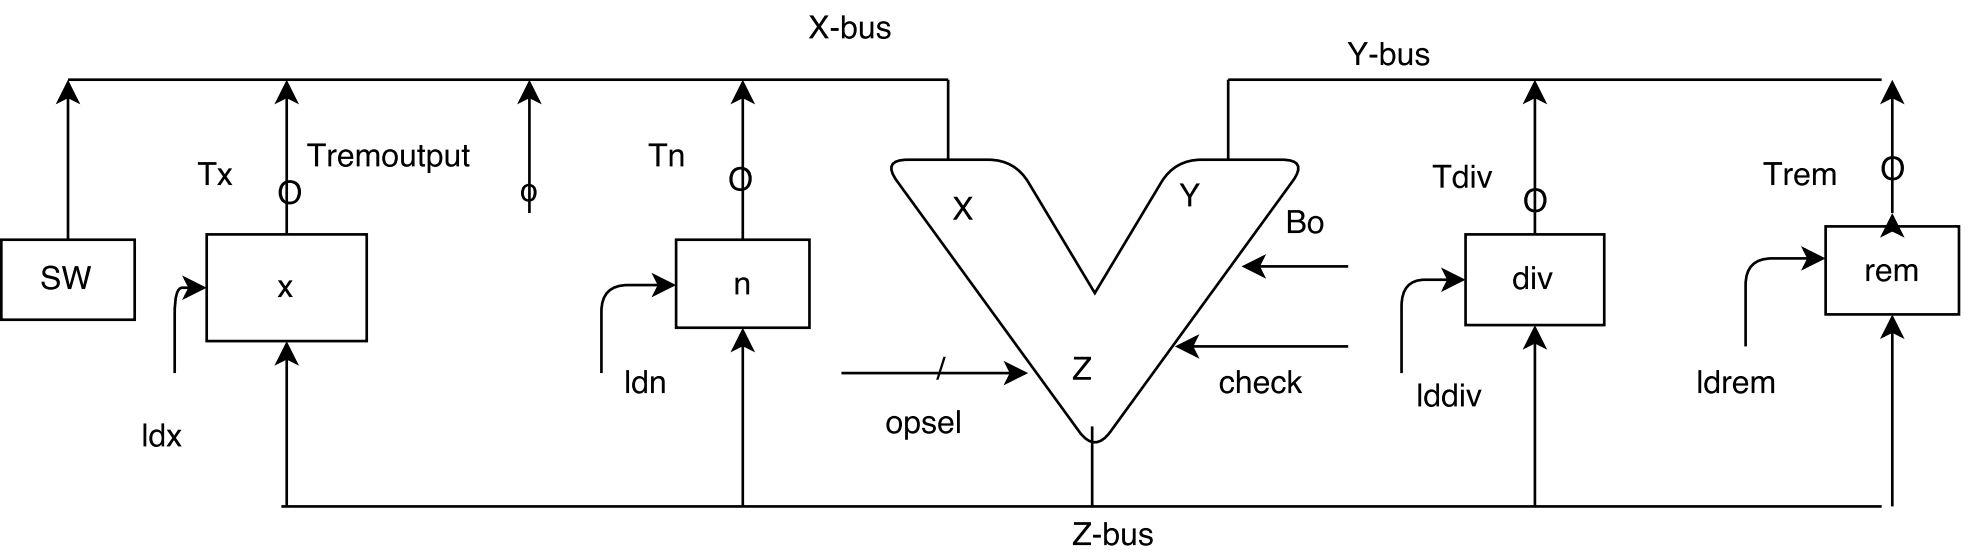 X-bus
Y-bus
Tx
Tremoutput
Tn
Tdiv
Trem
X
Y
Bo
SW
x
n
div
rem
Z
ldx
ldn
opsel
check
lddiv
ldrem
Z-bus